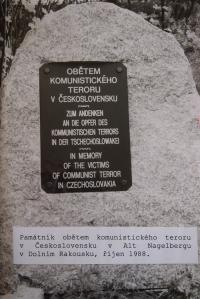 OBĚTEM
KOMUNISTICKÉHO
TERORU
V ČESKOSLOVENSKU
ZUM ANDENKEN
AN DIE OPFER DES
KOMMUNISTISCHEN TERRORS
IN DER TSCHECHOSLOWAKEI
IN MEMORY
OF THE VICTIMS
OF COMMUNIST TERROR
IN CZECHOSLOVAKIA
Památník obětem komunistického teroru
v Československu v Alt Nagelbergu
v Dolním Rakousku, říjen 1988.